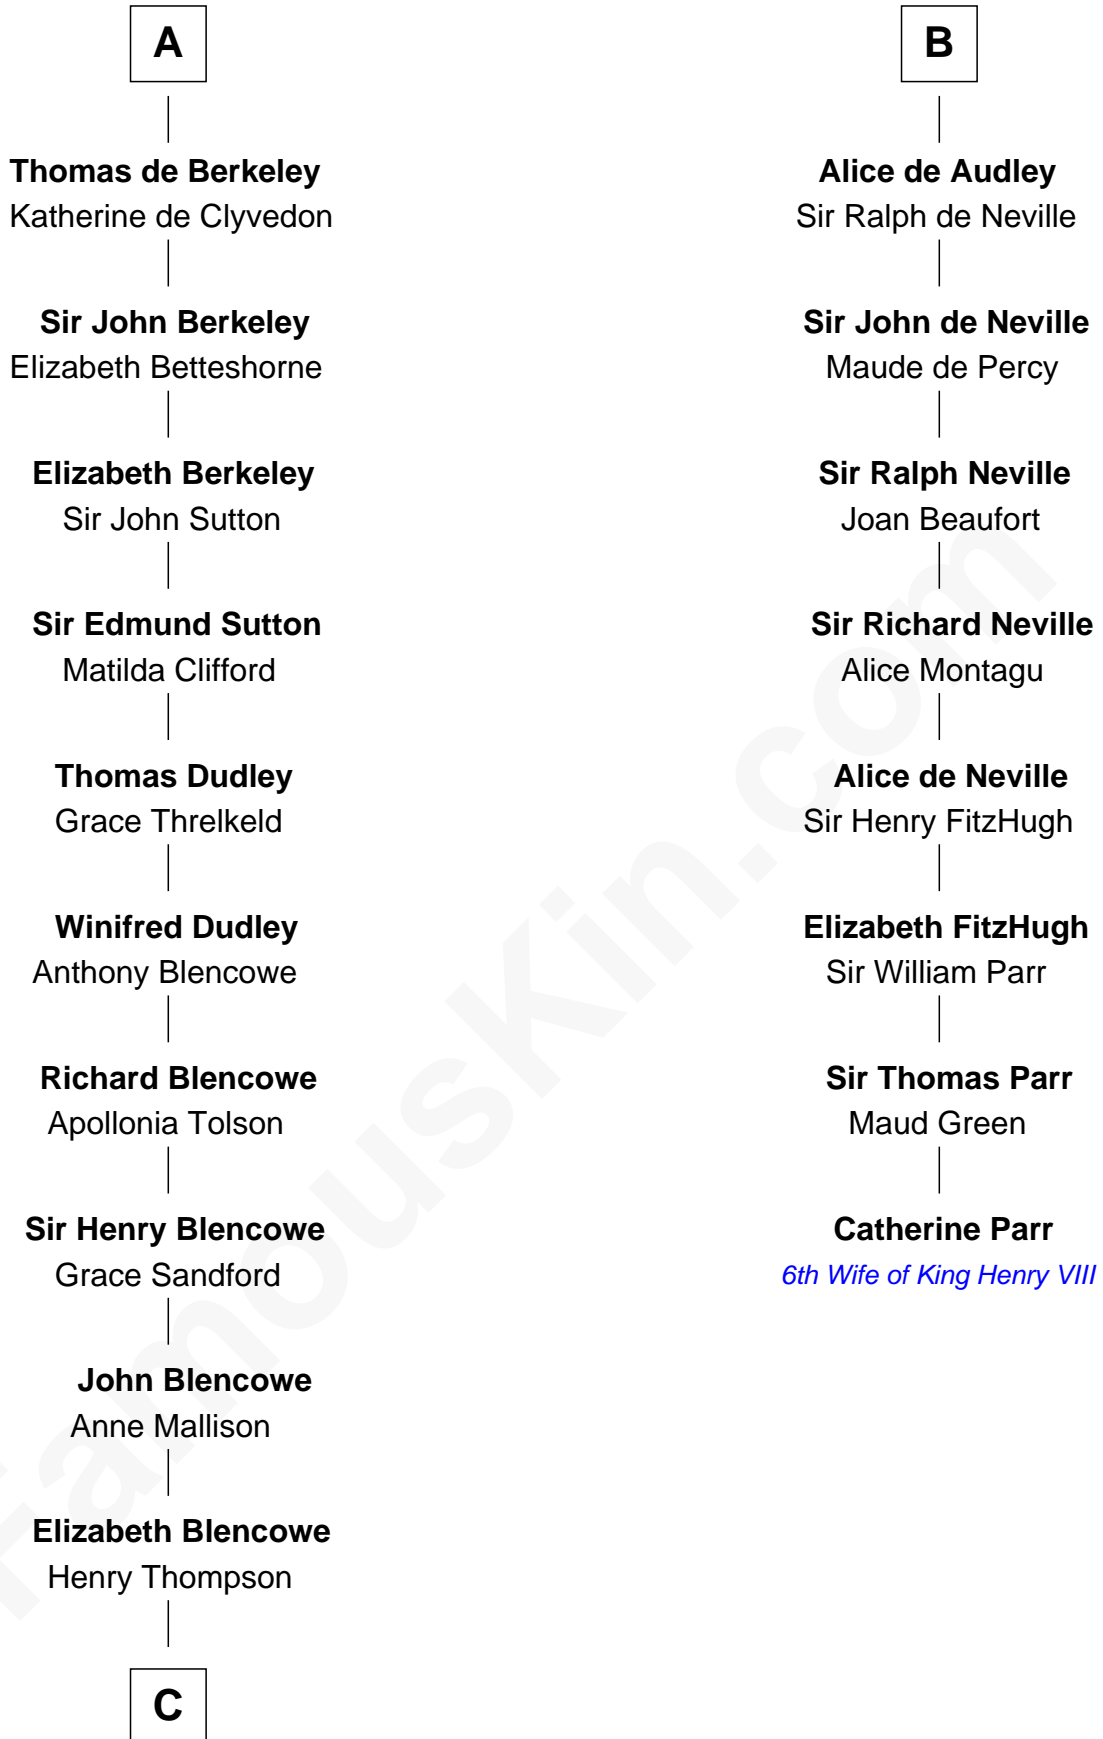 A
Thomas de Berkeley
Katherine de Clyvedon
Sir John Berkeley
Elizabeth Betteshorne
Elizabeth Berkeley
Sir John Sutton
Sir Edmund Sutton
Matilda Clifford
Thomas Dudley
Grace Threlkeld
Winifred Dudley
Anthony Blencowe
Richard Blencowe
Apollonia Tolson
Sir Henry Blencowe
Grace Sandford
John Blencowe
Anne Mallison
Elizabeth Blencowe
Henry Thompson
C
B
Alice de Audley
Sir Ralph de Neville
Sir John de Neville
Maude de Percy
Sir Ralph Neville
Joan Beaufort
Sir Richard Neville
Alice Montagu
Alice de Neville
Sir Henry FitzHugh
Elizabeth FitzHugh
Sir William Parr
Sir Thomas Parr
Maud Green
Catherine Parr
6th Wife of King Henry VIII
FamousKin.com